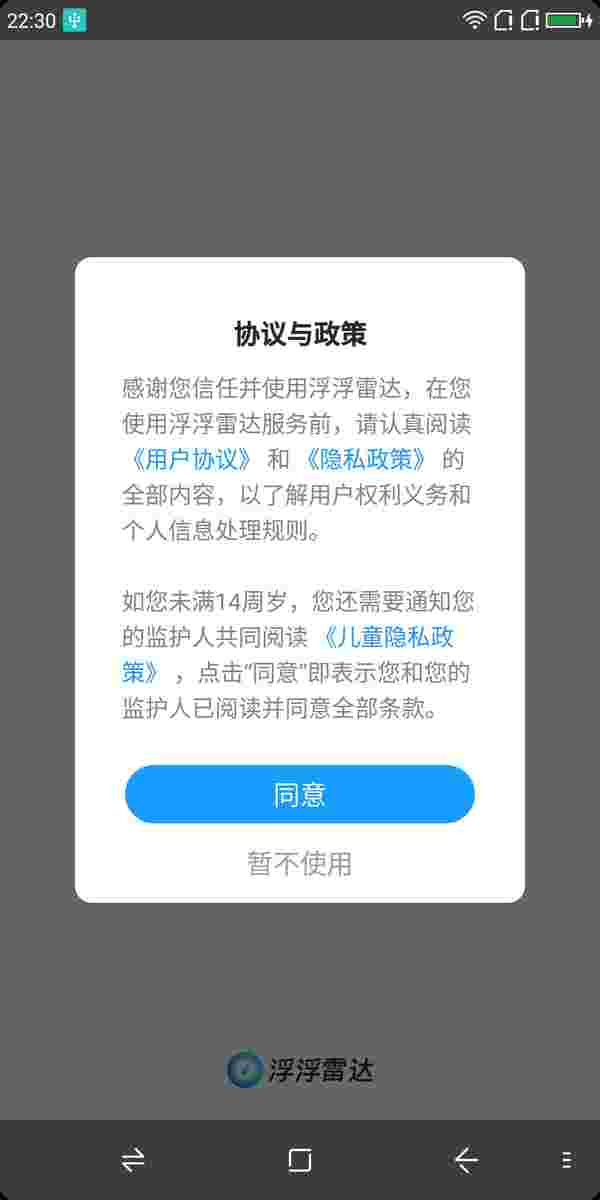 22:30
协议与政策
感谢您信任并使用浮浮雷达，在您
使用浮浮雷达服务前，请认真阅读
《用户协议》 和 《隐私政策》 的
全部内容，以了解用户权利义务和
个人信息处理规则。
如您未满14周岁，您还需要通知您
的监护人共同阅读 《儿童隐私政
策》 ，点击“同意”即表示您和您的
监护人已阅读并同意全部条款。
同意
暂不使用
浮浮雷达